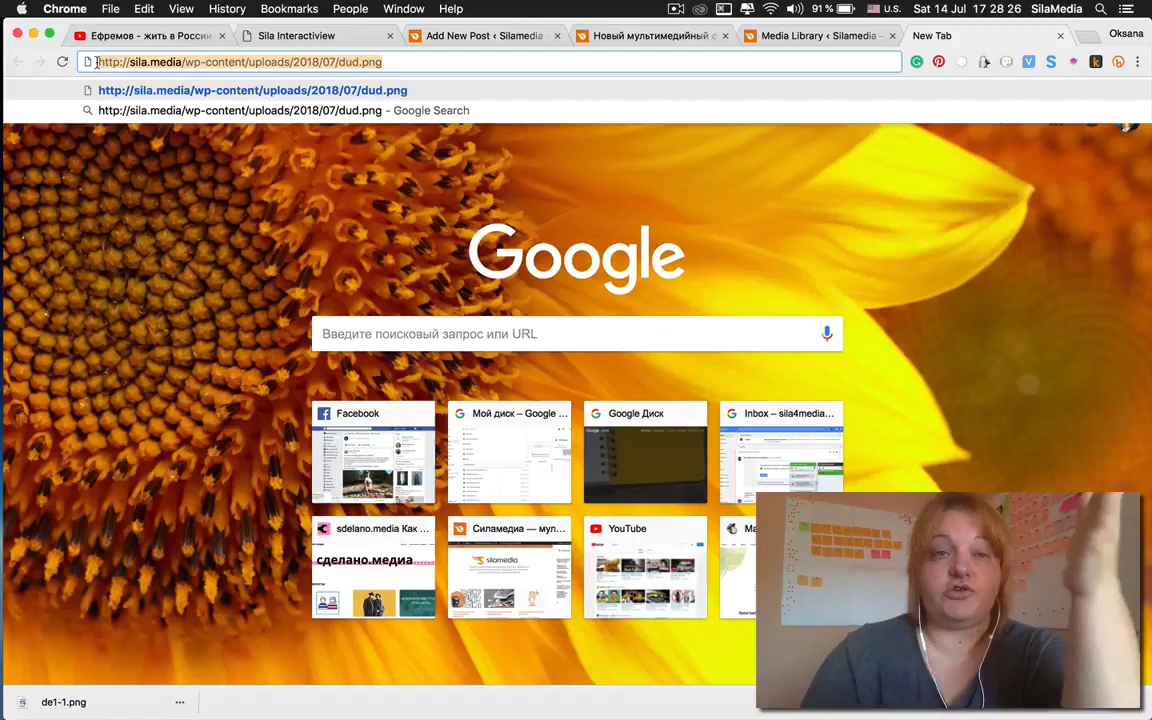 Chrome File Edit View History Bookmarks People Window Help 91 % U.S. Sat 14 Jul 17 28 26 SilaMedia
Ефремов - жить в России Sila Interactiview Add New Post ‹ Silamedia Новый мультимедийный ф Media Library ‹ Silamedia – New Tab Oksana
http://sila.media/wp-content/uploads/2018/07/dud.png
http://sila.media/wp-content/uploads/2018/07/dud.png
http://sila.media/wp-content/uploads/2018/07/dud.png - Google Search
Google
Введите поисковый запрос или URL
Facebook Мой диск – Google ... Google Диск Inbox – sila4media...
sdelano.media Как ... Силамедиа — мул... YouTube Ma
сделано.медиа silamedia
de1-1.png